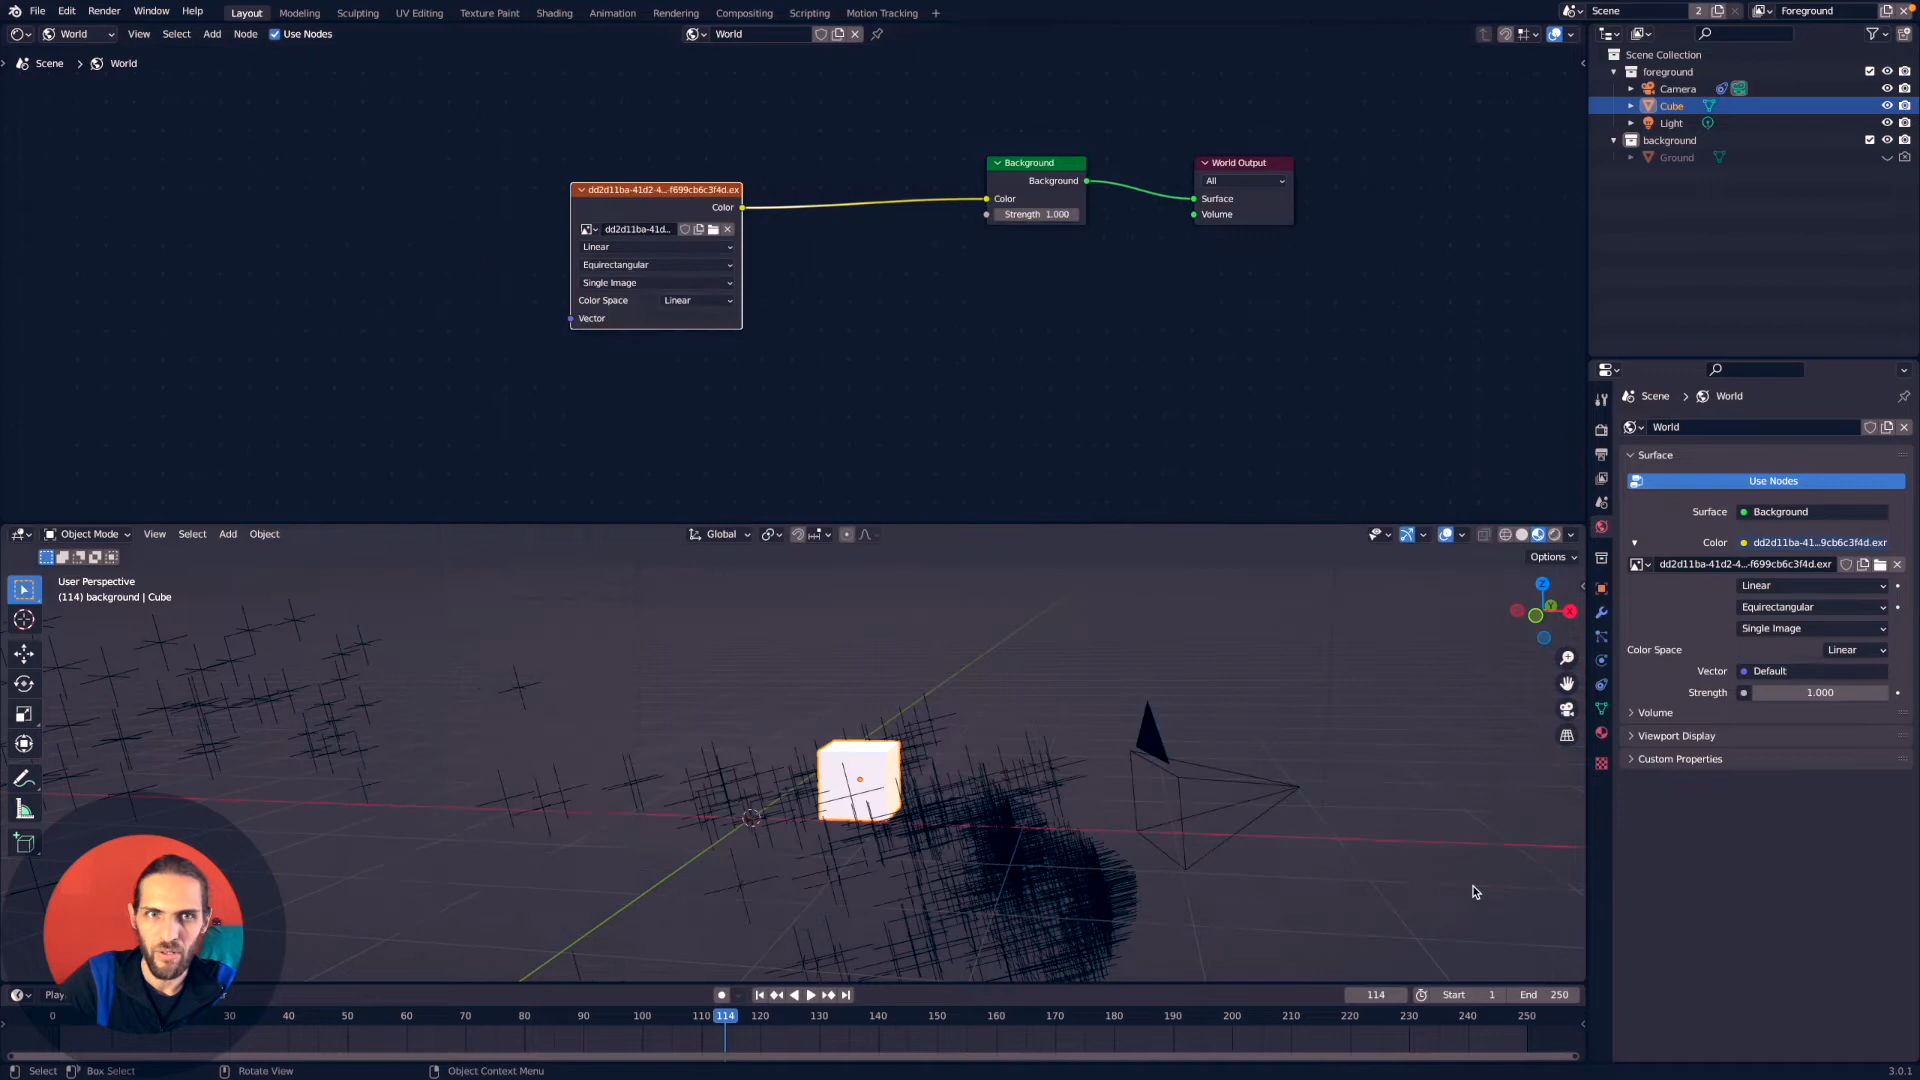 File Edit Render Window Help Layout Modeling Sculpting UV Editing Texture Paint Shading Animation Rendering Compositing Scripting Motion Tracking + Scene 2 Foreground
World View Select Add Node Use Nodes World
Scene > World
Scene Collection
foreground
Camera
Cube
Light
background
Ground
dd2d11ba-41d2-4...-f699cb6c3f4d.ex
Color
dd2d11ba-41d...
Linear
Equirectangular
Single Image
Color Space Linear
Vector
Background
Background
Color
Strength 1.000
World Output
All
Surface
Volume
Scene > World
World
Surface
Use Nodes
Surface Background
Color dd2d11ba-41...9cb6c3f4d.exr
dd2d11ba-41d2-4...-f699cb6c3f4d.exr
Linear
Equirectangular
Single Image
Color Space Linear
Vector Default
Strength 1.000
Volume
Viewport Display
Custom Properties
Object Mode View Select Add Object Global
Options
User Perspective
(114) background | Cube
Z
Y
X
Play 114 Start 1 End 250
0 30 40 50 60 70 80 90 100 110 114 120 130 140 150 160 170 180 190 200 210 220 230 240 250
Select Box Select Rotate View Object Context Menu 3.0.1